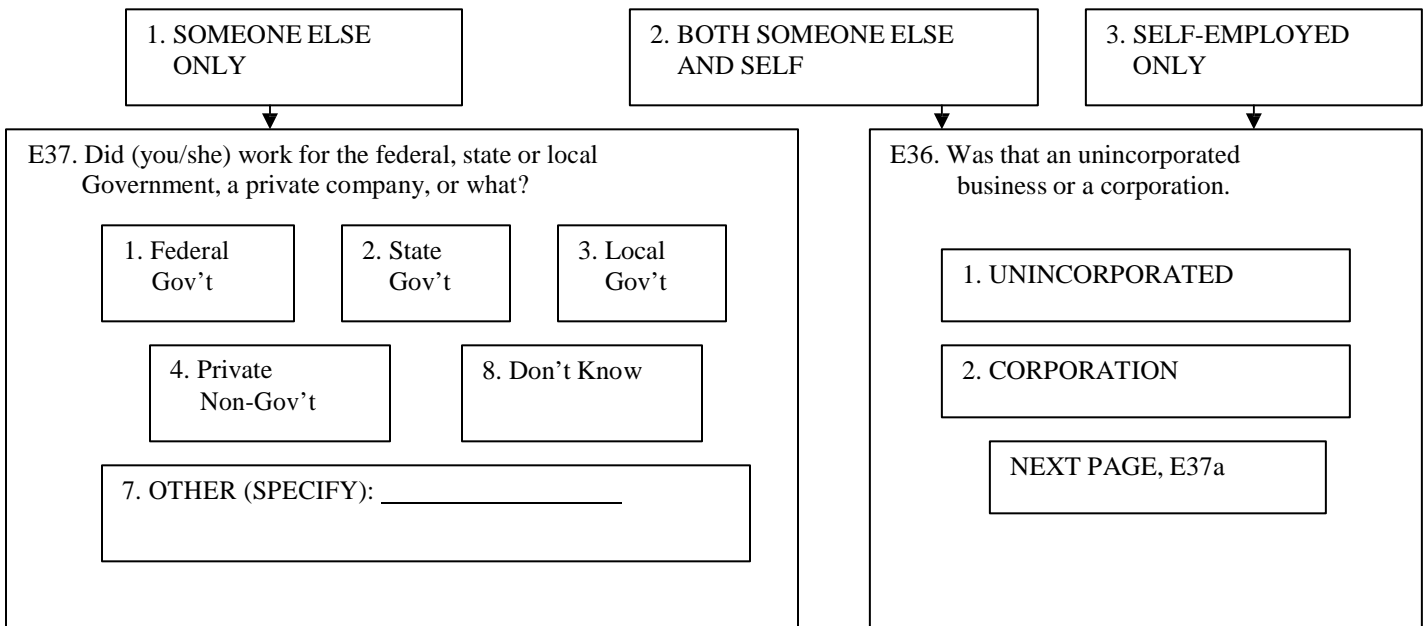 1. SOMEONE ELSE
ONLY
2. BOTH SOMEONE ELSE
AND SELF
3. SELF-EMPLOYED
ONLY
E37. Did (you/she) work for the federal, state or local
Government, a private company, or what?
1. Federal
Gov’t
2. State
Gov’t
3. Local
Gov’t
4. Private
Non-Gov’t
8. Don’t Know
7. OTHER (SPECIFY): ____________________
E36. Was that an unincorporated
business or a corporation.
1. UNINCORPORATED
2. CORPORATION
NEXT PAGE, E37a